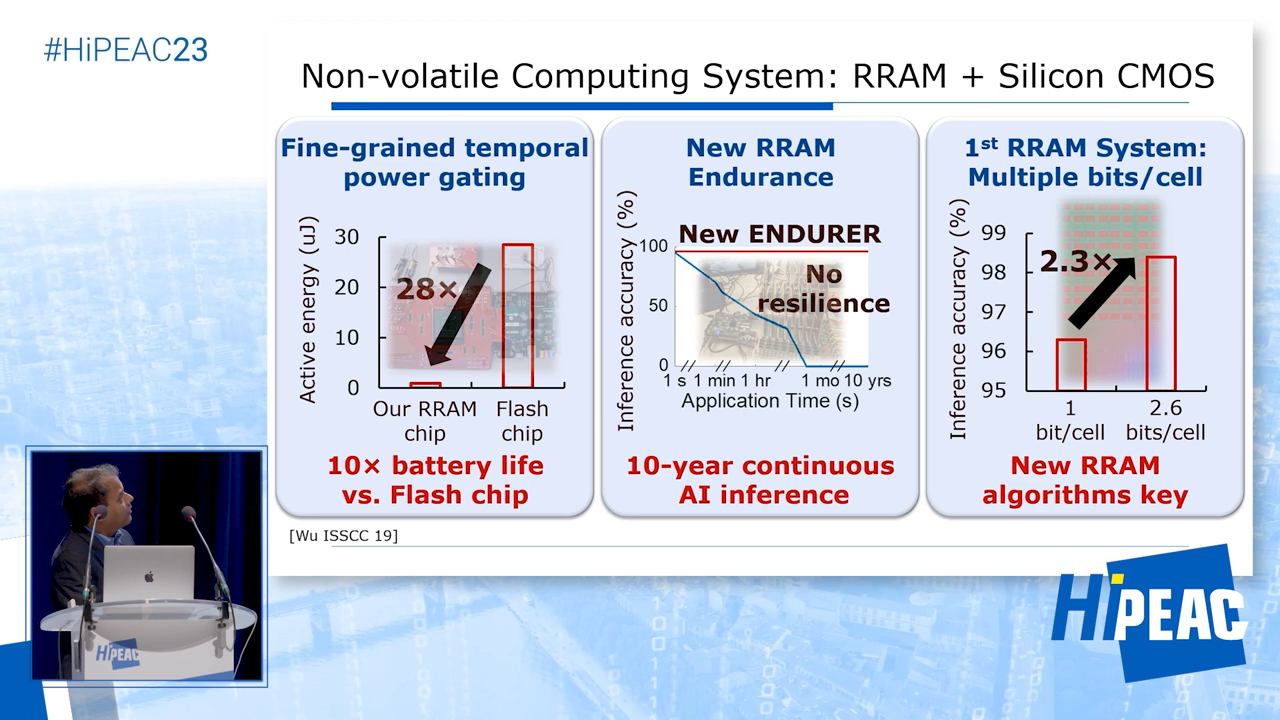 #HiPEAC23
Non-volatile Computing System: RRAM + Silicon CMOS
Fine-grained temporal
power gating
Active energy (uJ)
30
20
10
0
28×
Our RRAM
chip
Flash
chip
10× battery life
vs. Flash chip
New RRAM
Endurance
Inference accuracy (%)
100
50
0
New ENDURER
No
resilience
1 s 1 min 1 hr 1 mo 10 yrs
Application Time (s)
10-year continuous
AI inference
1st RRAM System:
Multiple bits/cell
Inference accuracy (%)
99
98
97
96
95
2.3×
1
bit/cell
2.6
bits/cell
New RRAM
algorithms key
[Wu ISSCC 19]
HiPEAC
HiPEAC